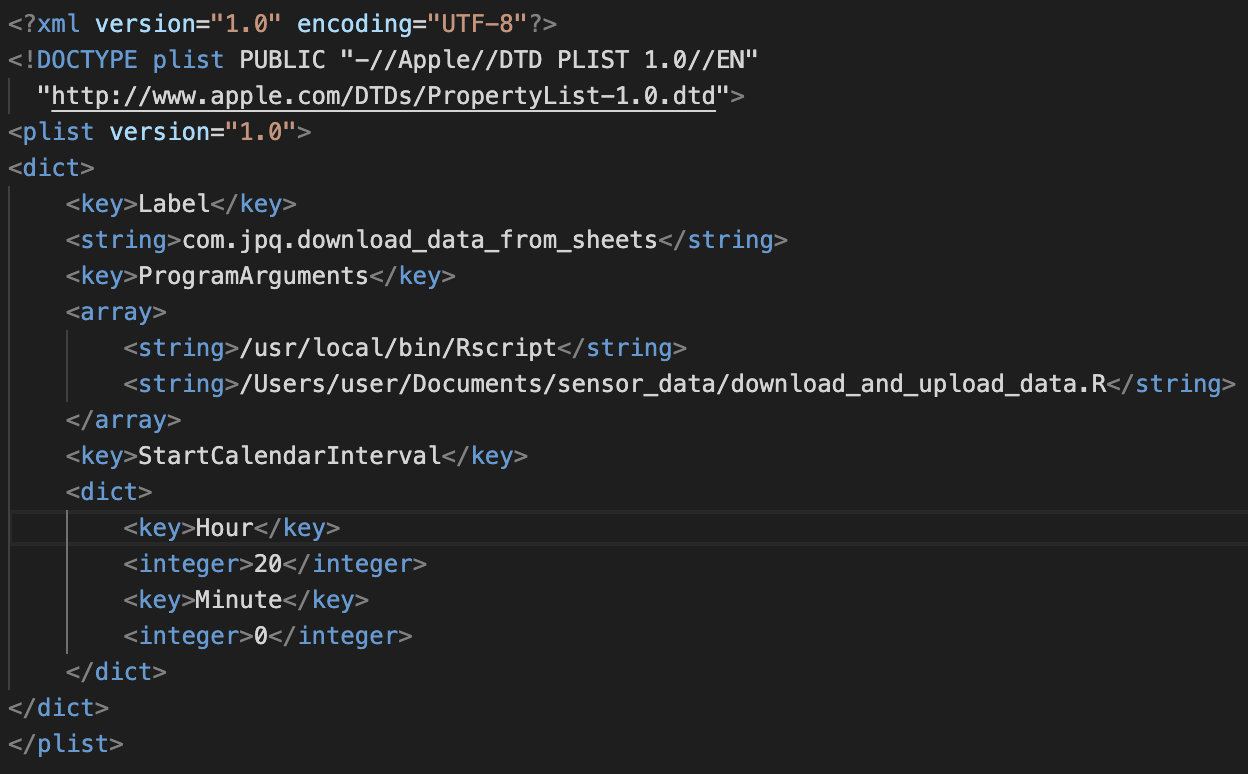 <?xml version="1.0" encoding="UTF-8"?>
<!DOCTYPE plist PUBLIC "-//Apple//DTD PLIST 1.0//EN"
  "http://www.apple.com/DTDs/PropertyList-1.0.dtd">
<plist version="1.0">
<dict>
    <key>Label</key>
    <string>com.jpq.download_data_from_sheets</string>
    <key>ProgramArguments</key>
    <array>
        <string>/usr/local/bin/Rscript</string>
        <string>/Users/user/Documents/sensor_data/download_and_upload_data.R</string>
    </array>
    <key>StartCalendarInterval</key>
    <dict>
        <key>Hour</key>
        <integer>20</integer>
        <key>Minute</key>
        <integer>0</integer>
    </dict>
</dict>
</plist>